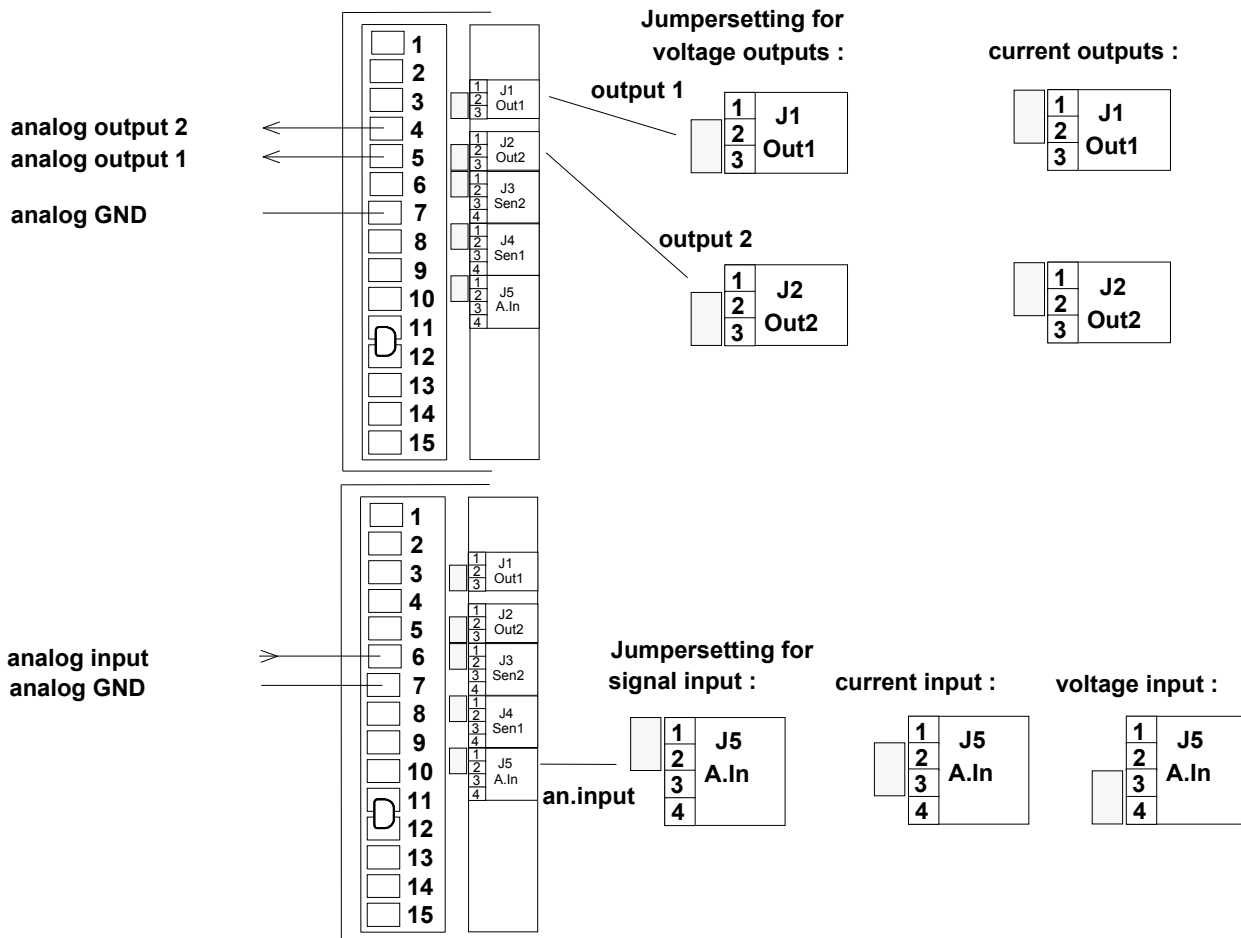 Jumpersetting for
voltage outputs :
current outputs :
output 1
analog output 2
analog output 1
analog GND
1
2
3
4
5
6
7
8
9
10
11
12
13
14
15
1
2
3
J1
Out1
1
2
3
J2
Out2
1
2
3
4
J3
Sen2
1
2
3
4
J4
Sen1
1
2
3
4
J5
A.In
1
2
3
J1
Out1
1
2
3
J1
Out1
output 2
1
2
3
J2
Out2
1
2
3
J2
Out2
analog input
analog GND
1
2
3
4
5
6
7
8
9
10
11
12
13
14
15
1
2
3
J1
Out1
1
2
3
J2
Out2
1
2
3
4
J3
Sen2
1
2
3
4
J4
Sen1
1
2
3
4
J5
A.In
an.input
Jumpersetting for
signal input :
current input :
voltage input :
1
2
3
4
J5
A.In
1
2
3
4
J5
A.In
1
2
3
4
J5
A.In